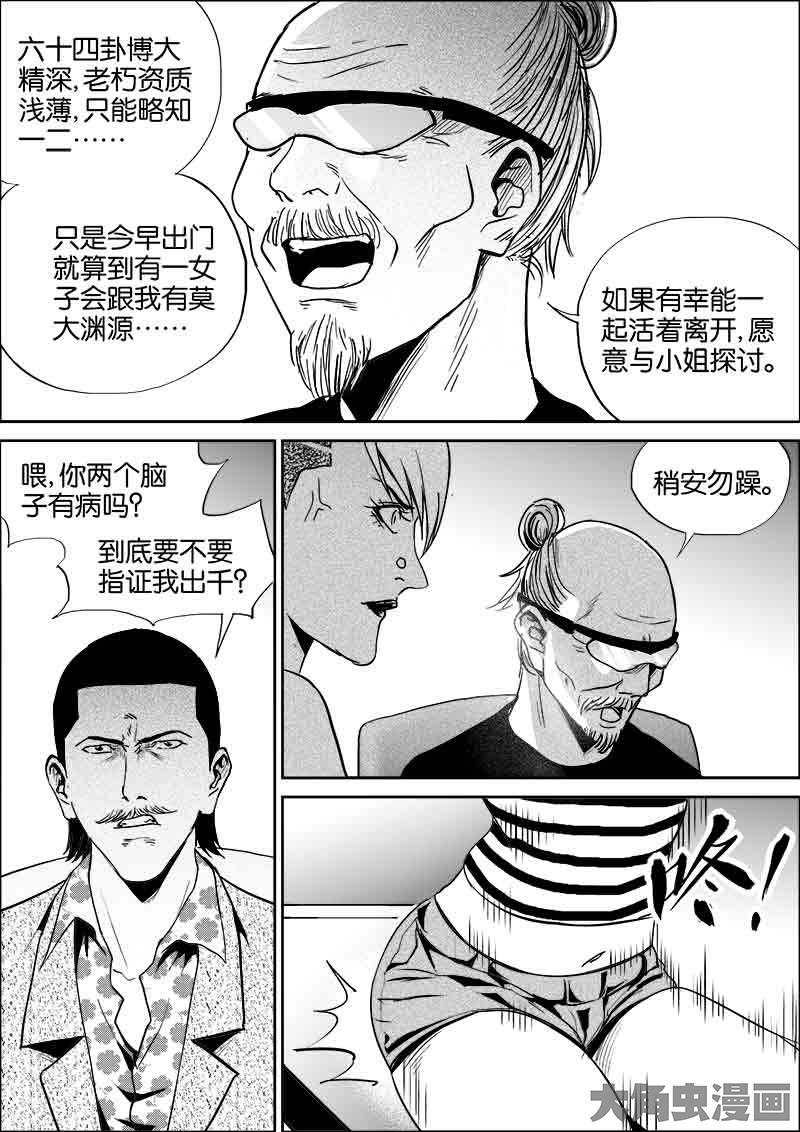 六十四卦博大
精深,老朽资质
浅薄,只能略知
一二……
只是今早出门
就算到有一女
子会跟我有莫
大渊源……
如果有幸能一
起活着离开,愿
意与小姐探讨。
喂,你两个脑
子有病吗?
到底要不要
指证我出千?
稍安勿躁。
咚!
大角虫漫画